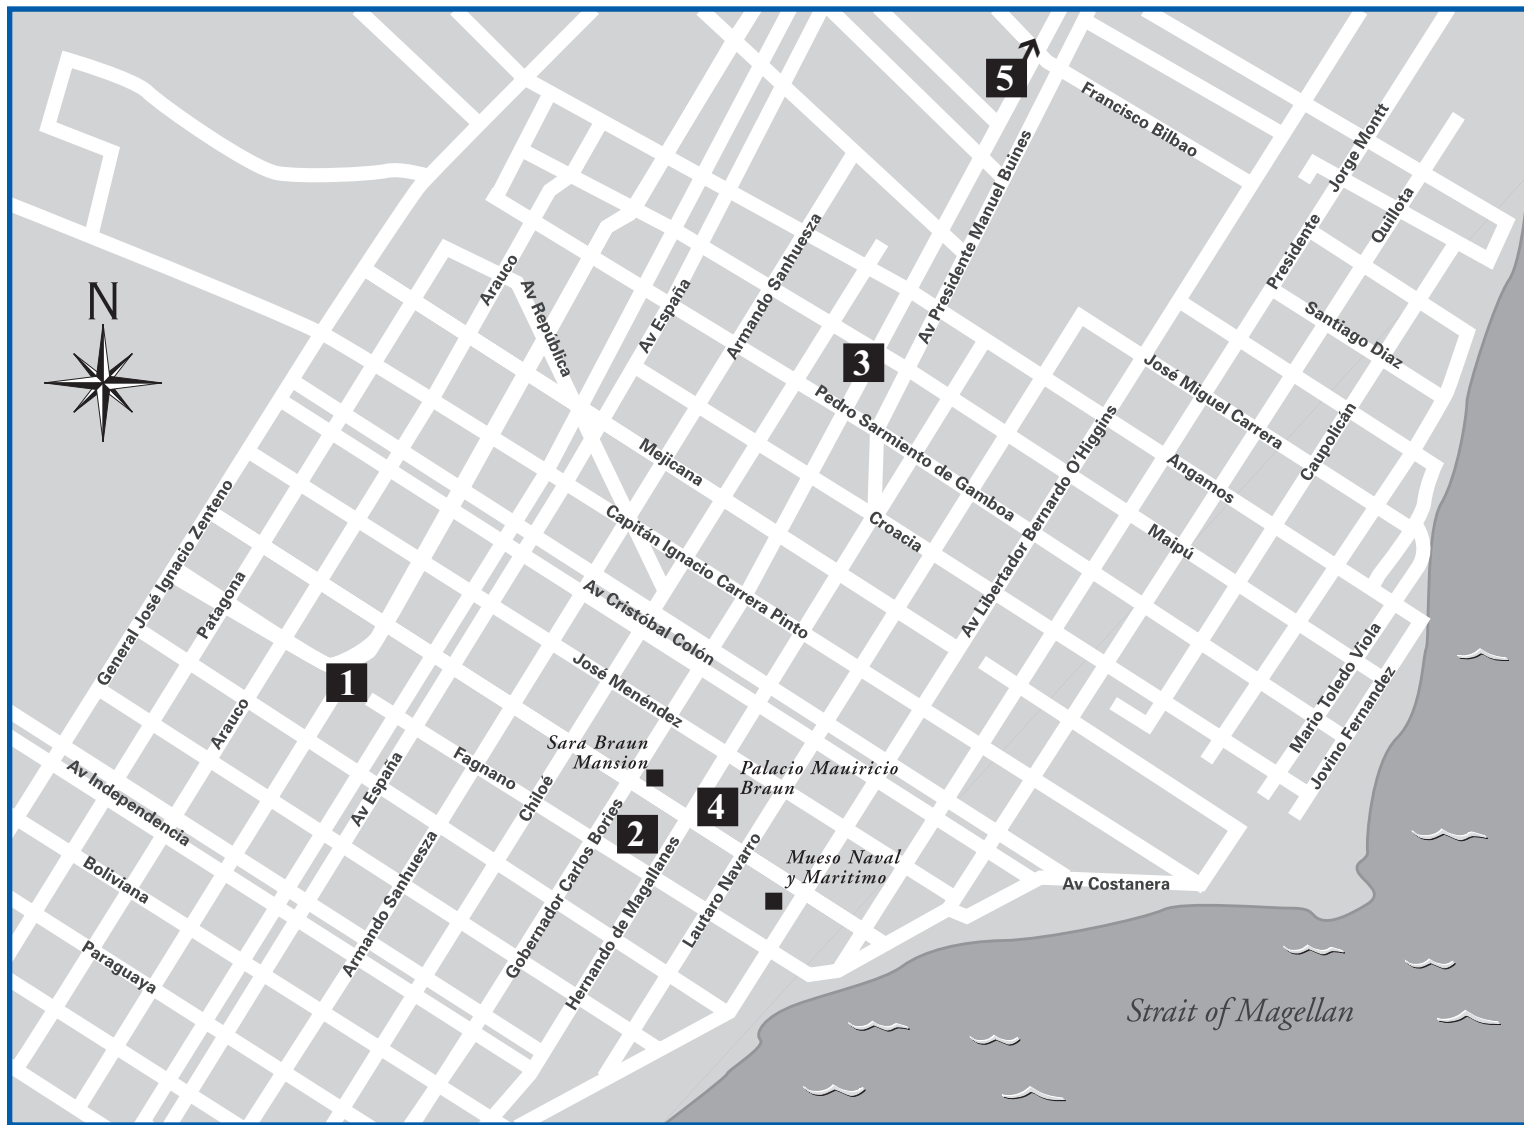 5
Francisco Bilbao
Jorge Montt
Presidente
Quillota
Av Presidente Manuel Buines
Armando Sanhuesza
Arauco
Av República
Av España
N
Santiago Diaz
3
José Miguel Carrera
Pedro Sarmiento de Gamboa
Caupolicán
Mejicana
Angamos
Av Libertador Bernardo O'Higgins
General José Ignacio Zenteno
Capitán Ignacio Carrera Pinto
Croacia
Maipú
Patagona
Av Cristóbal Colón
1
José Menéndez
Mario Toledo Viola
Jovino Fernandez
Arauco
Sara Braun
Mansion
Fagnano
Palacio Mauiricio
Braun
Av España
Chiloé
Av Independencia
4
2
Gobernador Carlos Bories
Armando Sanhuesza
Hernando de Magallanes
Lautaro Navarro
Mueso Naval
y Maritimo
Boliviana
Av Costanera
Paraguaya
Strait of Magellan